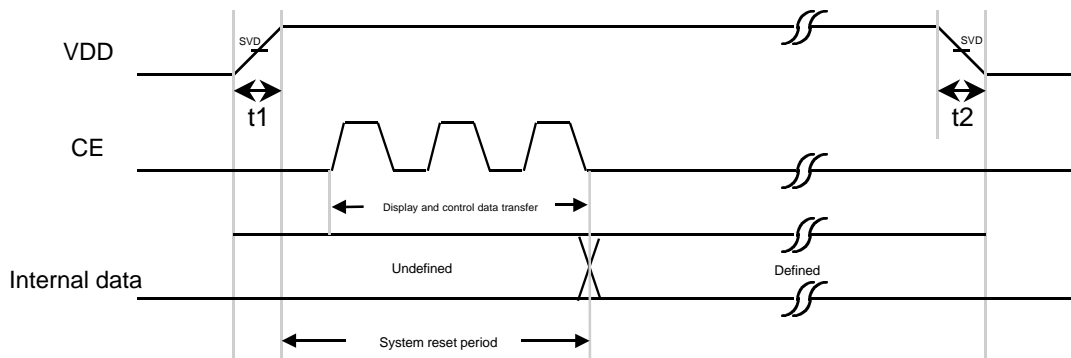 VDD
SVD
SVD
t1
t2
CE
Display and control data transfer
Internal data
Undefined
Defined
System reset period